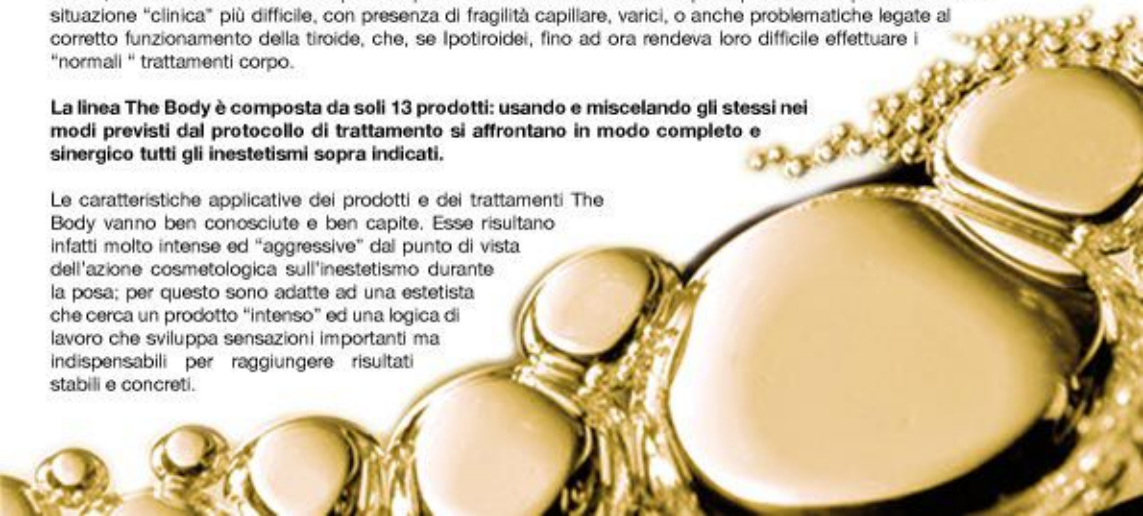 situazione “clinica” più difficile, con presenza di fragilità capillare, varici, o anche problematiche legate al
corretto funzionamento della tiroide, che, se Ipotiroidei, fino ad ora rendeva loro difficile effettuare i
“normali “ trattamenti corpo.
La linea The Body è composta da soli 13 prodotti: usando e miscelando gli stessi nei
modi previsti dal protocollo di trattamento si affrontano in modo completo e
sinergico tutti gli inestetismi sopra indicati.
Le caratteristiche applicative dei prodotti e dei trattamenti The
Body vanno ben conosciute e ben capite. Esse risultano
infatti molto intense ed “aggressive” dal punto di vista
dell’azione cosmetologica sull’inestetismo durante
la posa; per questo sono adatte ad una estetista
che cerca un prodotto “intenso” ed una logica di
lavoro che sviluppa sensazioni importanti ma
indispensabili per raggiungere risultati
stabili e concreti.